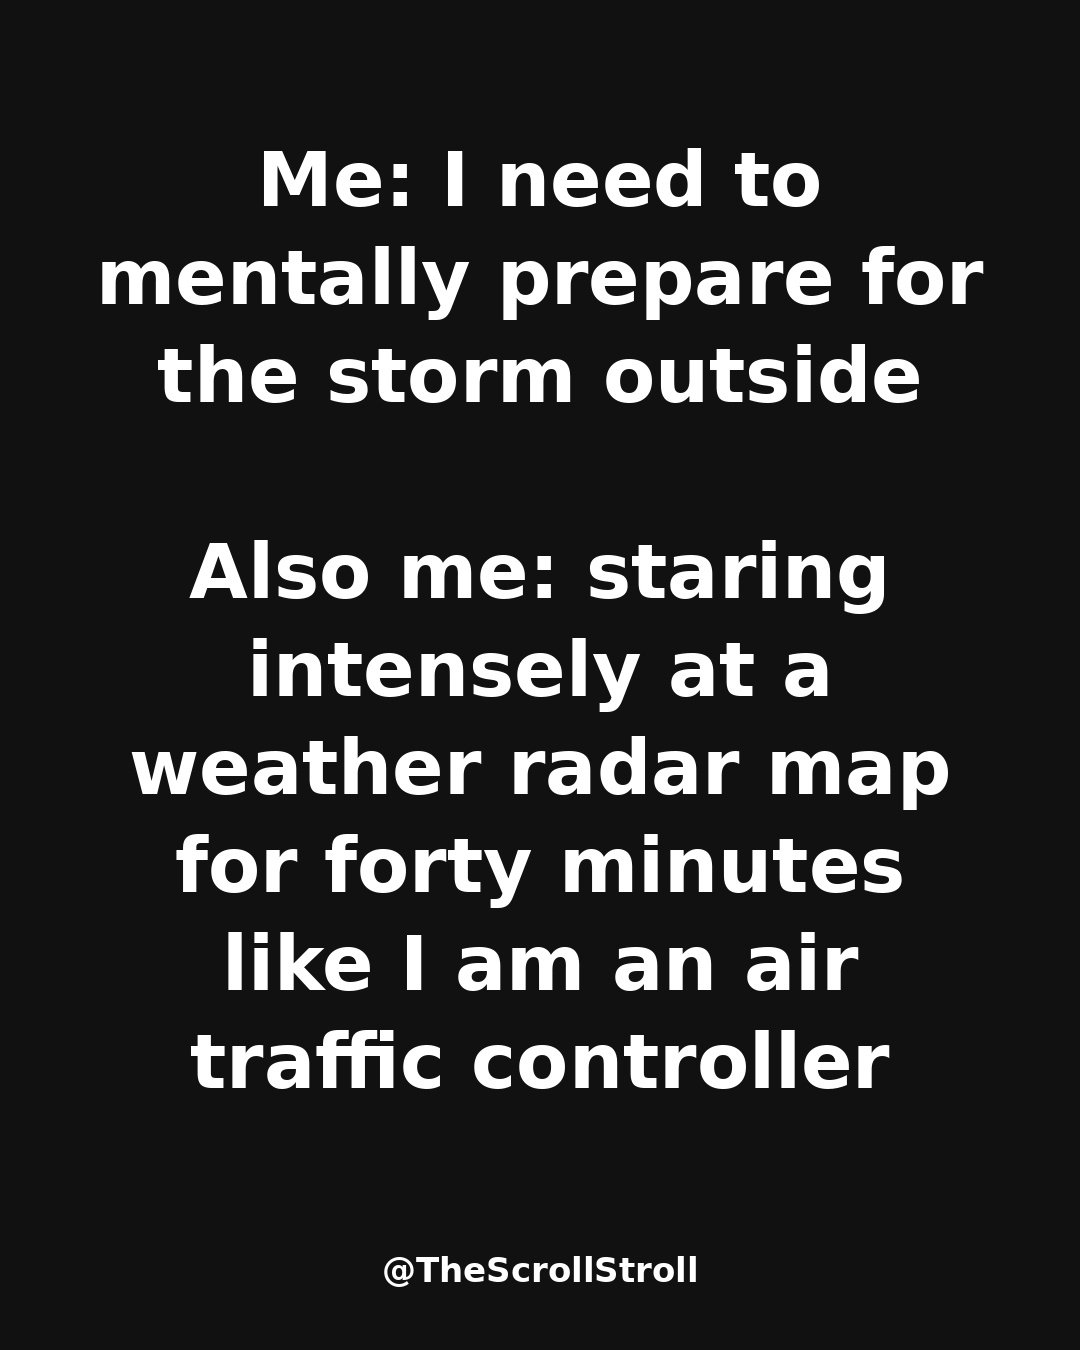 Me: I need to
mentally prepare for
the storm outside
Also me: staring
intensely at a
weather radar map
for forty minutes
like I am an air
traffic controller
@TheScrollStroll